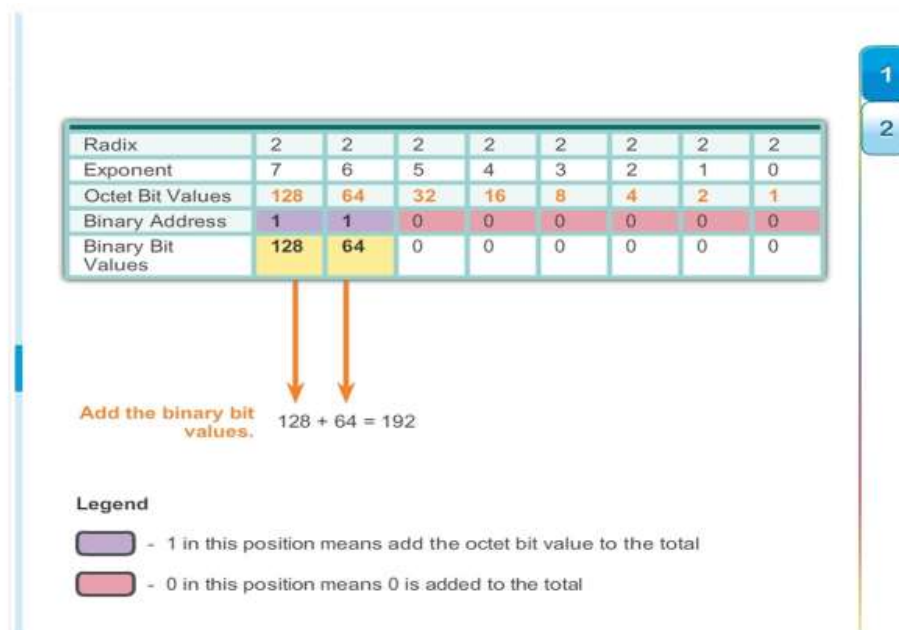 1
2
Radix 2 2 2 2 2 2 2 2
Exponent 7 6 5 4 3 2 1 0
Octet Bit Values 128 64 32 16 8 4 2 1
Binary Address 1 1 0 0 0 0 0 0
Binary Bit 128 64 0 0 0 0 0 0
Values
Add the binary bit
values.
128 + 64 = 192
Legend
- 1 in this position means add the octet bit value to the total
- 0 in this position means 0 is added to the total